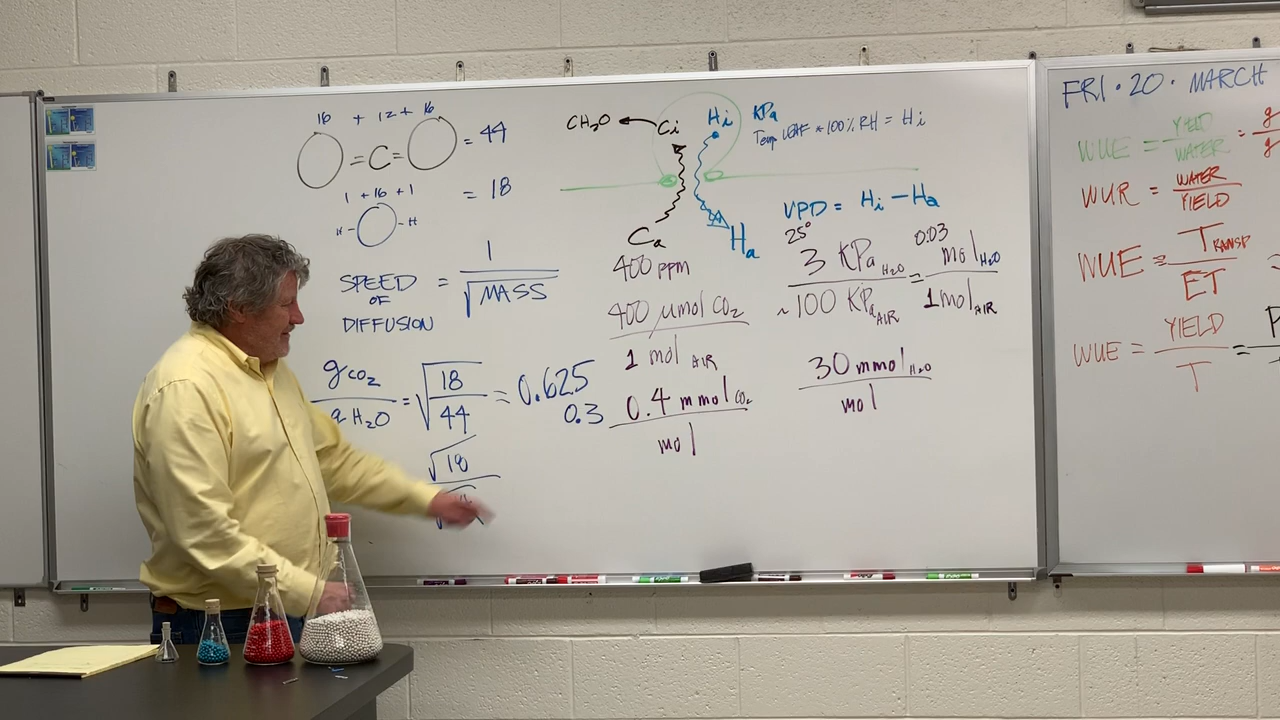 16 + 12 + 16
=C= = 44
1 + 16 + 1
H- -H = 18
SPEED OF DIFFUSION = 1 / √MASS
g CO₂ / g H₂O = √18/44 = 0.625
0.3
√18
CH₂O ← Ci
Ca
400 ppm
400 µmol CO₂
1 mol AIR
0.4 mmol CO₂
mol
Hi KPa
Temp LEAF * 100% RH = Hi
Ha
VPD = Hi - Ha
25°
3 KPa H₂O / ~100 KPa AIR = 0.03 mol H₂O / 1 mol AIR
30 mmol H₂O
mol
FRI · 20 · MARCH
WUE = YIELD / WATER = g / g
WUR = WATER / YIELD
WUE = TRANSP / ET =
WUE = YIELD / T =